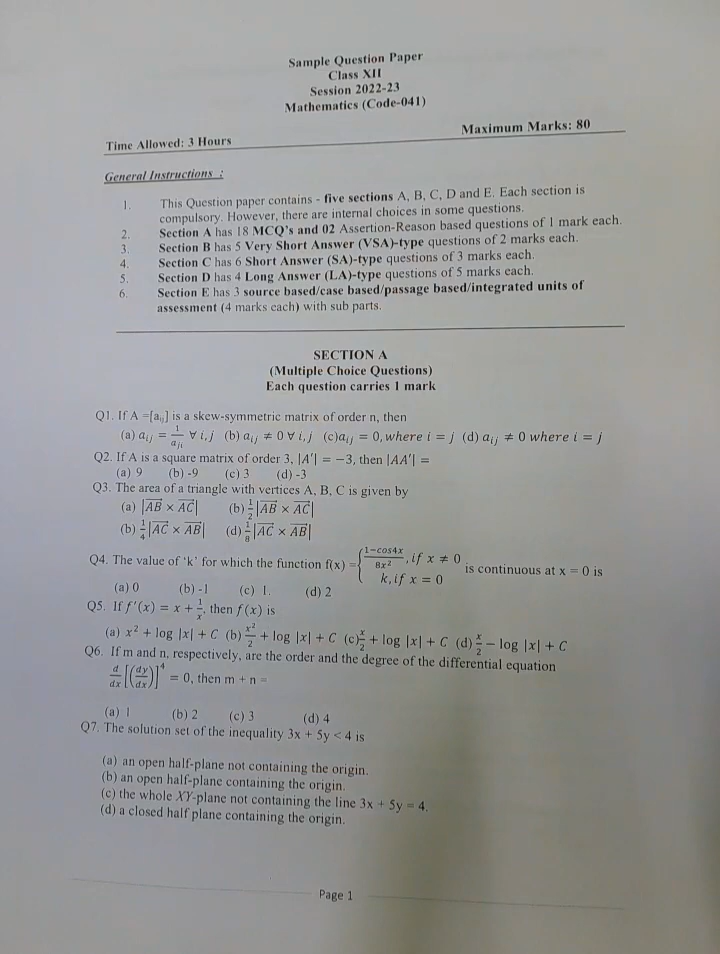 Sample Question Paper
Class XII
Session 2022-23
Mathematics (Code-041)
Time Allowed: 3 Hours Maximum Marks: 80
General Instructions :
1. This Question paper contains - five sections A, B, C, D and E. Each section is
compulsory. However, there are internal choices in some questions.
2. Section A has 18 MCQ's and 02 Assertion-Reason based questions of 1 mark each.
3. Section B has 5 Very Short Answer (VSA)-type questions of 2 marks each.
4. Section C has 6 Short Answer (SA)-type questions of 3 marks each.
5. Section D has 4 Long Answer (LA)-type questions of 5 marks each.
6. Section E has 3 source based/case based/passage based/integrated units of
assessment (4 marks each) with sub parts.
SECTION A
(Multiple Choice Questions)
Each question carries 1 mark
Q1. If A =[aᵢⱼ] is a skew-symmetric matrix of order n, then
(a) aᵢⱼ = 1/aⱼᵢ ∀ i, j (b) aᵢⱼ ≠ 0 ∀ i, j (c)aᵢⱼ = 0, where i = j (d) aᵢⱼ ≠ 0 where i = j
Q2. If A is a square matrix of order 3, |A′| = −3, then |AA′| =
(a) 9 (b) -9 (c) 3 (d) -3
Q3. The area of a triangle with vertices A, B, C is given by
(a) |AB⃗ × AC⃗| (b) 1/2 |AB⃗ × AC⃗|
(b) 1/4 |AC⃗ × AB⃗| (d) 1/8 |AC⃗ × AB⃗|
Q4. The value of 'k' for which the function f(x) = { (1−cos4x)/(8x²), if x ≠ 0; k, if x = 0 is continuous at x = 0 is
(a) 0 (b) -1 (c) 1. (d) 2
Q5. If f′(x) = x + 1/x, then f(x) is
(a) x² + log |x| + C (b) x²/2 + log |x| + C (c) x/2 + log |x| + C (d) x/2 − log |x| + C
Q6. If m and n, respectively, are the order and the degree of the differential equation
d/dx [(dy/dx)]⁴ = 0, then m + n =
(a) 1 (b) 2 (c) 3 (d) 4
Q7. The solution set of the inequality 3x + 5y < 4 is
(a) an open half-plane not containing the origin.
(b) an open half-plane containing the origin.
(c) the whole XY-plane not containing the line 3x + 5y = 4.
(d) a closed half plane containing the origin.
Page 1